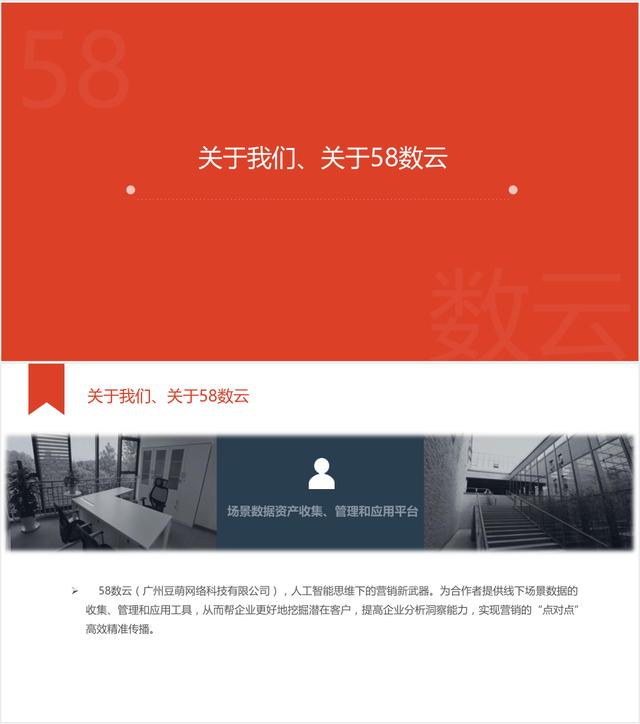 58
关于我们、关于58数云
数云
关于我们、关于58数云
场景数据资产收集、管理和应用平台
➢ 58数云（广州豆萌网络科技有限公司），人工智能思维下的营销新武器。为合作者提供线下场景数据的
收集、管理和应用工具，从而帮企业更好地挖掘潜在客户，提高企业分析洞察能力，实现营销的“点对点”
高效精准传播。